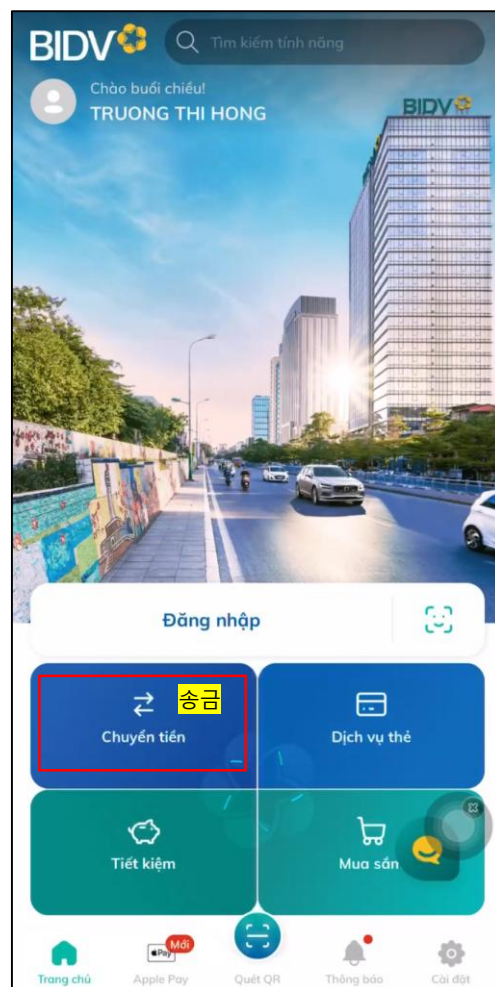 BIDV
Tìm kiếm tính năng
Chào buổi chiều!
TRUONG THI HONG
BIDV
Đăng nhập
송금
Chuyển tiền
Dịch vụ thẻ
Tiết kiệm
Mua sắm
Mới
Pay
Trang chủ
Apple Pay
Quét QR
Thông báo
Cài đặt